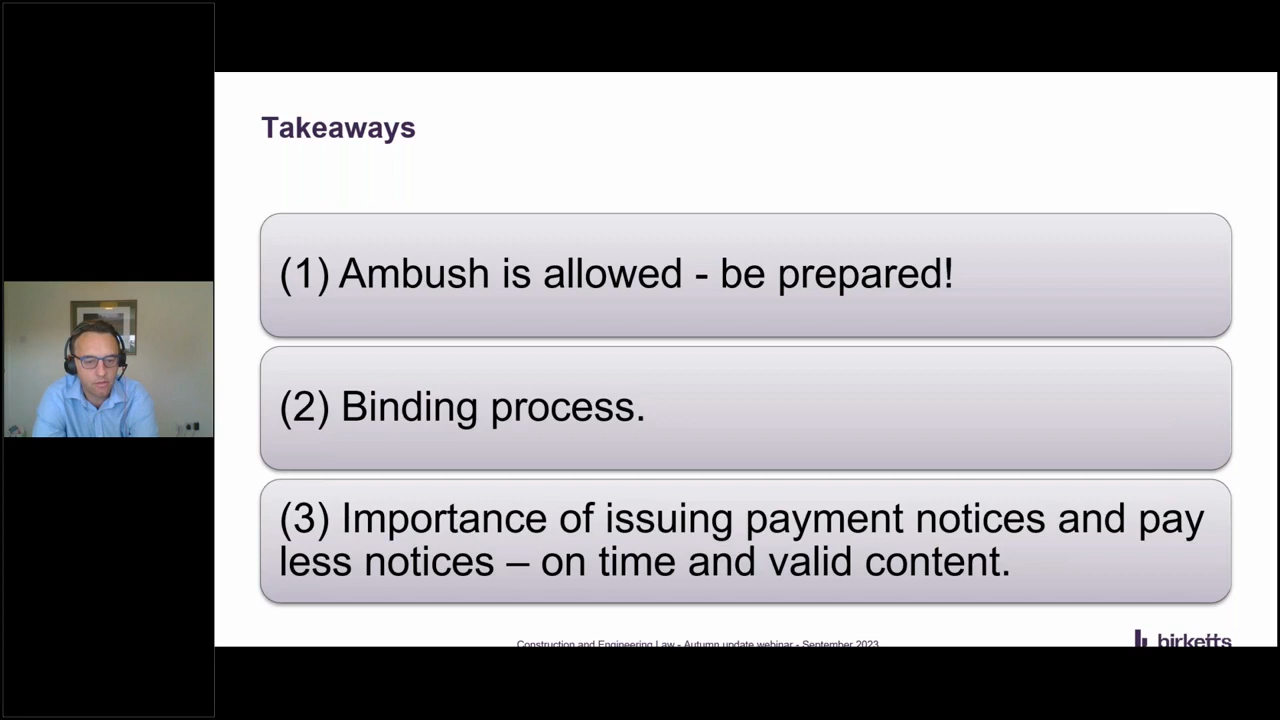 Takeaways
(1) Ambush is allowed - be prepared!
(2) Binding process.
(3) Importance of issuing payment notices and pay
less notices – on time and valid content.
Construction and Engineering Law - Autumn update webinar - September 2023
birketts